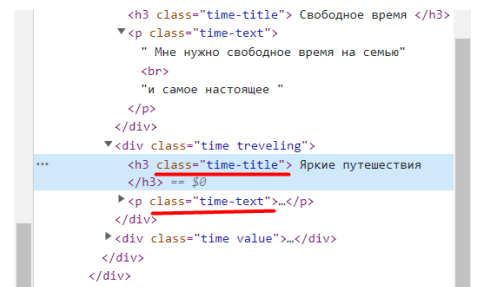 <h3 class="time-title"> Свободное время </h3>
▼<p class="time-text">
" Мне нужно свободное время на семью"
<br>
"и самое настоящее "
</p>
</div>
▼<div class="time treveling">
... <h3 class="time-title"> Яркие путешествия
</h3> == $0
▶<p class="time-text">…</p>
</div>
▶<div class="time value">…</div>
</div>
</div>